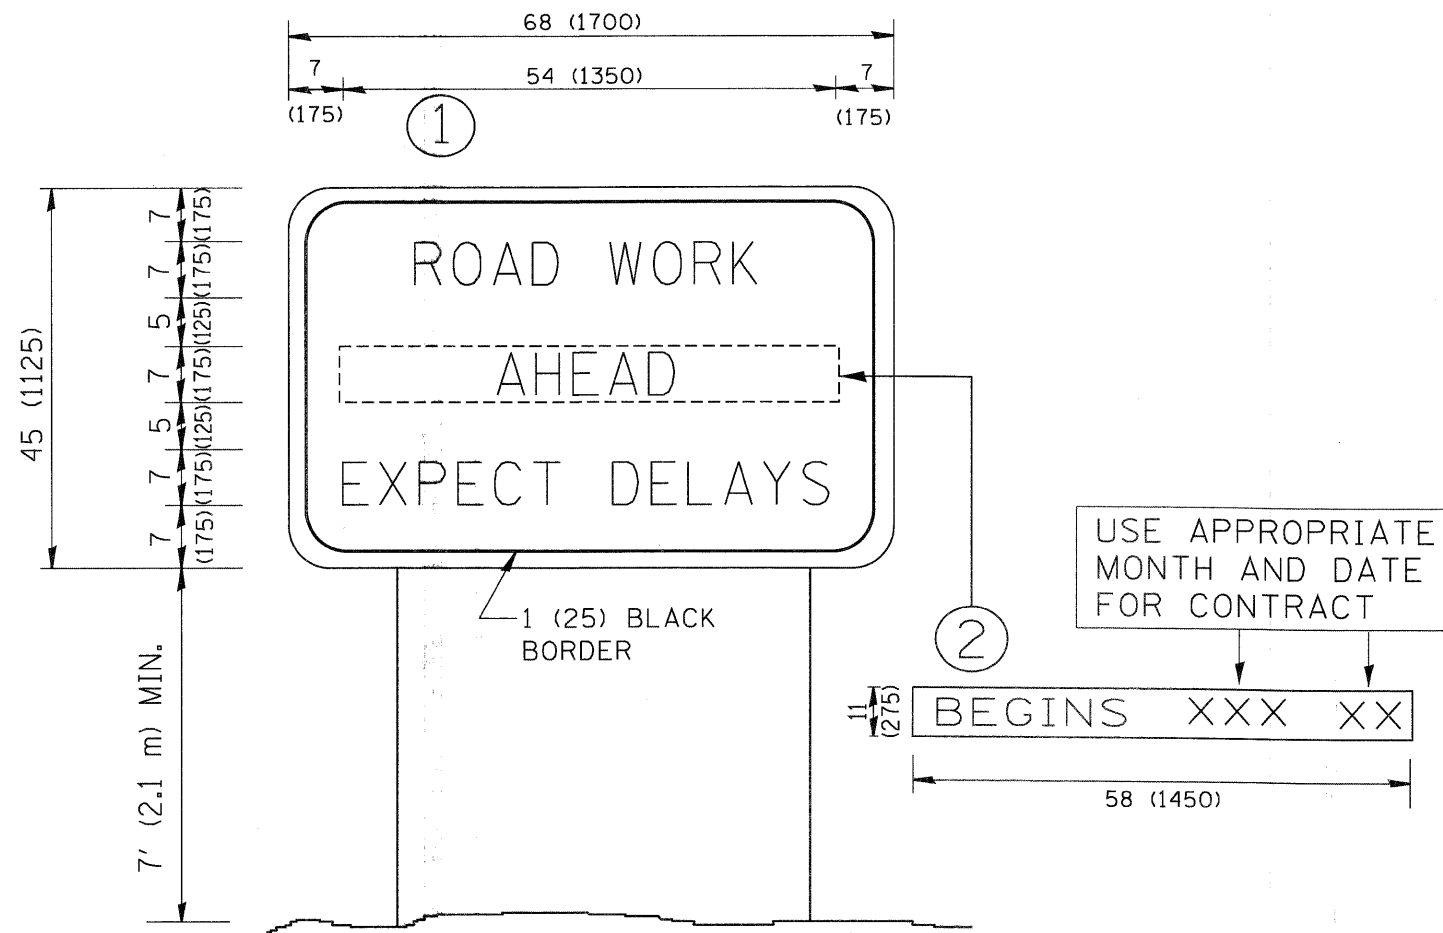 68 (1700)
7
54 (1350)
7
(175)
(175)
1
7
(175)
7
(175)
5
(125)
7
(175)
5
(125)
7
(175)
7
(175)
45 (1125)
7' (2.1 m) MIN.
ROAD WORK
AHEAD
EXPECT DELAYS
1 (25) BLACK
BORDER
2
USE APPROPRIATE
MONTH AND DATE
FOR CONTRACT
11
(275)
BEGINS XXX XX
58 (1450)